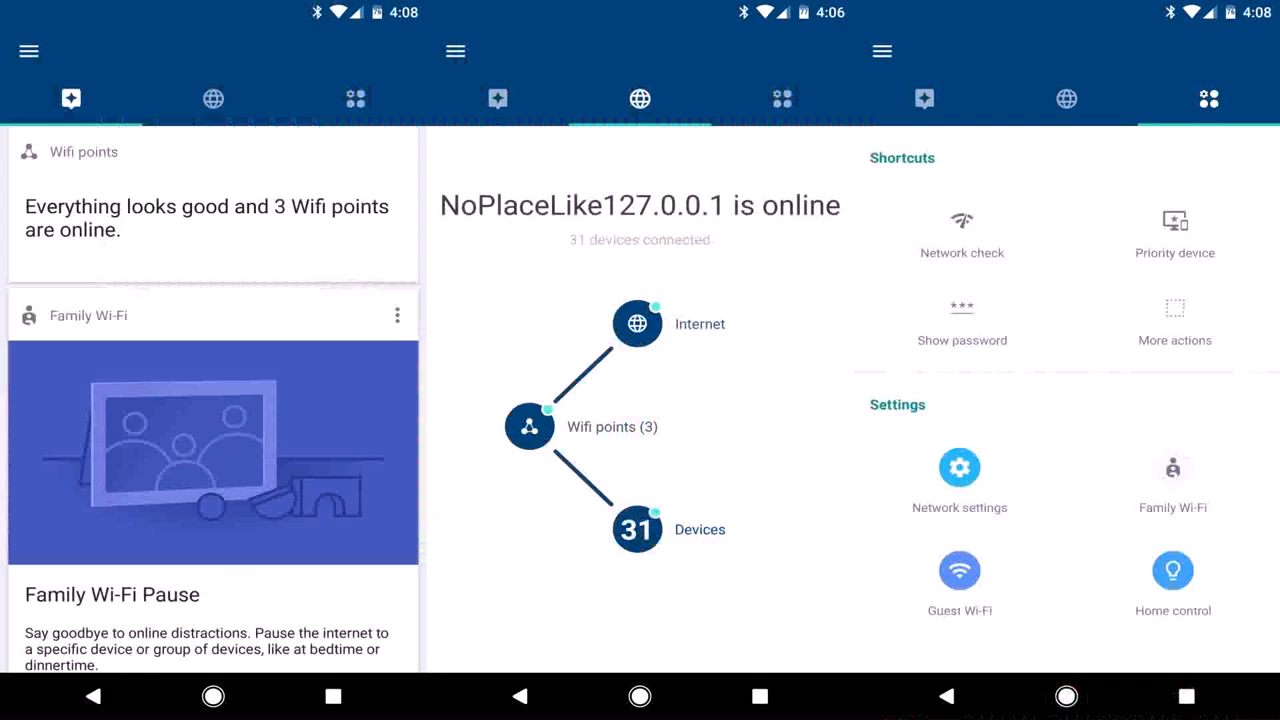 4:08
Wifi points
Everything looks good and 3 Wifi points
are online.
Family Wi-Fi
Family Wi-Fi Pause
Say goodbye to online distractions. Pause the internet to
a specific device or group of devices, like at bedtime or
dinnertime.
4:06
NoPlaceLike127.0.0.1 is online
31 devices connected
Internet
Wifi points (3)
31 Devices
4:08
Shortcuts
Network check
Priority device
***
Show password
More actions
Settings
Network settings
Family Wi-Fi
Guest Wi-Fi
Home control